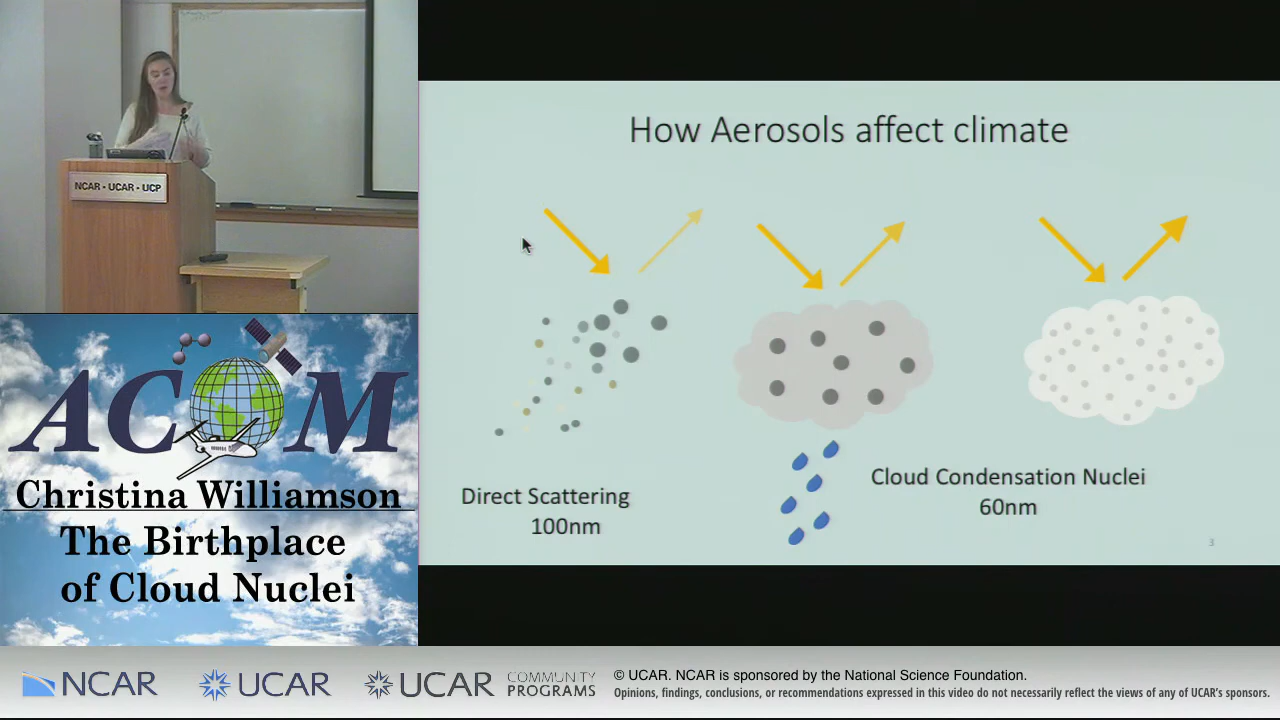 NCAR • UCAR • UCP
How Aerosols affect climate
Direct Scattering
100nm
Cloud Condensation Nuclei
60nm
3
ACOM
Christina Williamson
The Birthplace
of Cloud Nuclei
NCAR
UCAR
UCAR
COMMUNITY
PROGRAMS
© UCAR. NCAR is sponsored by the National Science Foundation.
Opinions, findings, conclusions, or recommendations expressed in this video do not necessarily reflect the views of any of UCAR's sponsors.